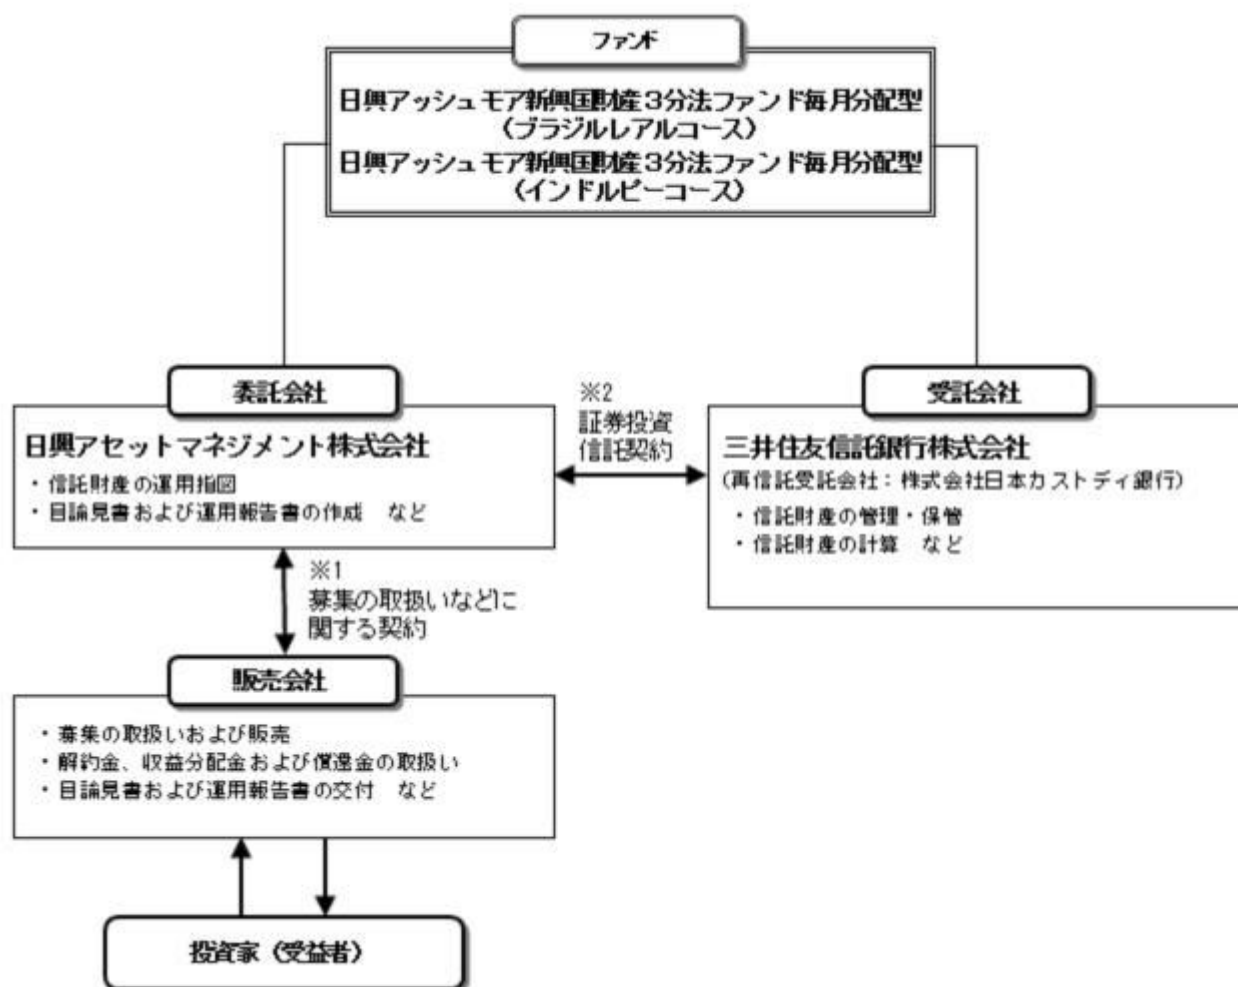 ファンド
日興アッシュモア新興国財産3分法ファンド毎月分配型
(ブラジルレアルコース)
日興アッシュモア新興国財産3分法ファンド毎月分配型
(インドルピーコース)
委託会社
日興アセットマネジメント株式会社
・信託財産の運用指図
・目論見書および運用報告書の作成 など
※2
証券投資
信託契約
受託会社
三井住友信託銀行株式会社
(再信託受託会社:株式会社日本カストディ銀行)
・信託財産の管理・保管
・信託財産の計算 など
※1
募集の取扱いなどに
関する契約
販売会社
・募集の取扱いおよび販売
・解約金、収益分配金および償還金の取扱い
・目論見書および運用報告書の交付 など
投資家(受益者)